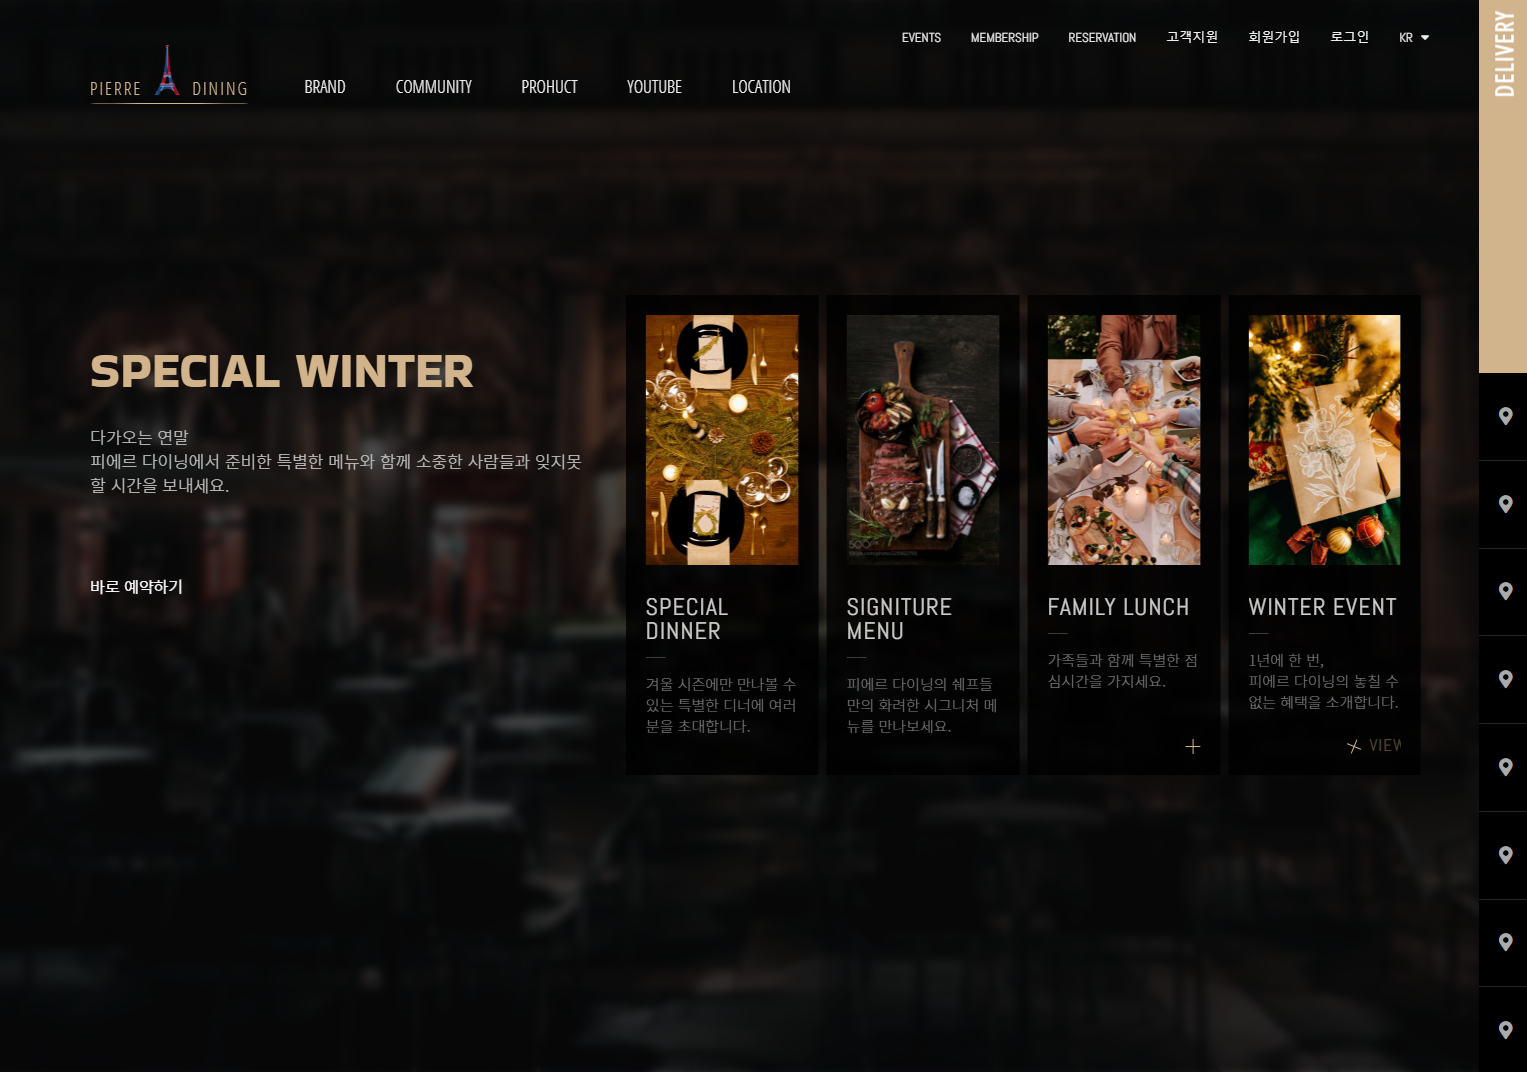 EVENTS MEMBERSHIP RESERVATION 고객지원 회원가입 로그인 KR
DELIVERY
PIERRE DINING
BRAND COMMUNITY PROHUCT YOUTUBE LOCATION
SPECIAL WINTER
다가오는 연말
피에르 다이닝에서 준비한 특별한 메뉴와 함께 소중한 사람들과 잊지못
할 시간을 보내세요.
바로 예약하기
SPECIAL
DINNER
겨울 시즌에만 만나볼 수
있는 특별한 디너에 여러
분을 초대합니다.
SIGNITURE
MENU
피에르 다이닝의 쉐프들
만의 화려한 시그니처 메
뉴를 만나보세요.
FAMILY LUNCH
가족들과 함께 특별한 점
심시간을 가지세요.
WINTER EVENT
1년에 한 번,
피에르 다이닝의 놓칠 수
없는 혜택을 소개합니다.
VIEW